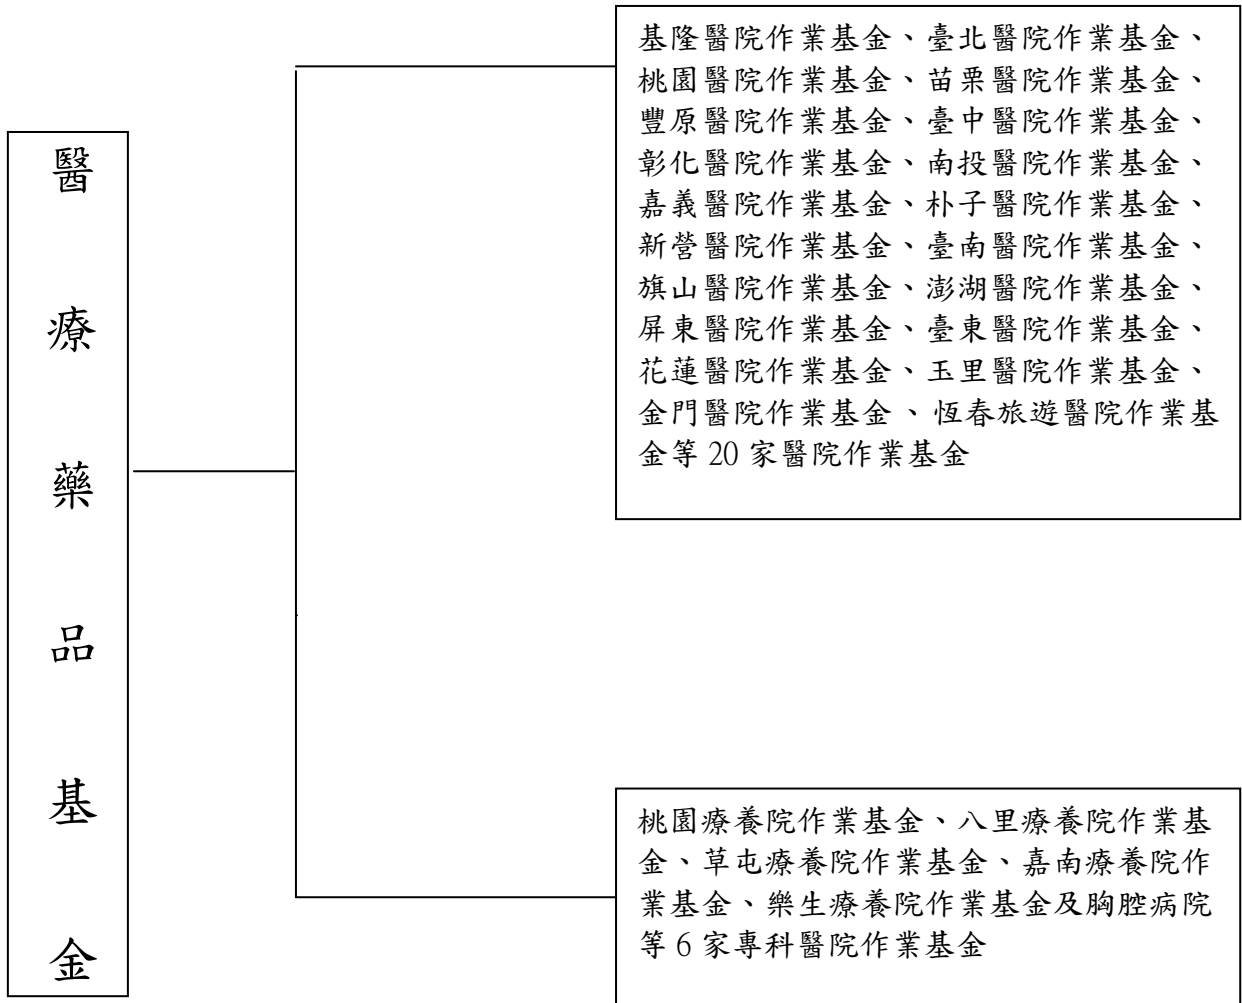 醫療藥品基金
基隆醫院作業基金、臺北醫院作業基金、
桃園醫院作業基金、苗栗醫院作業基金、
豐原醫院作業基金、臺中醫院作業基金、
彰化醫院作業基金、南投醫院作業基金、
嘉義醫院作業基金、朴子醫院作業基金、
新營醫院作業基金、臺南醫院作業基金、
旗山醫院作業基金、澎湖醫院作業基金、
屏東醫院作業基金、臺東醫院作業基金、
花蓮醫院作業基金、玉里醫院作業基金、
金門醫院作業基金、恆春旅遊醫院作業基
金等 20 家醫院作業基金
桃園療養院作業基金、八里療養院作業基
金、草屯療養院作業基金、嘉南療養院作
業基金、樂生療養院作業基金及胸腔病院
等 6 家專科醫院作業基金